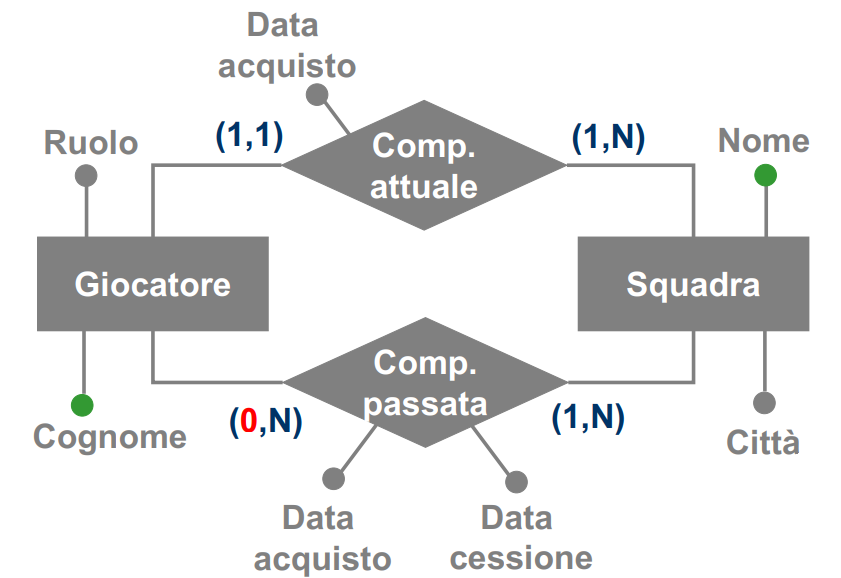 Data
acquisto
(1,1)
(1,N)
Ruolo
Comp.
attuale
Nome
Giocatore
Squadra
Comp.
passata
(0,N)
(1,N)
Cognome
Città
Data
acquisto
Data
cessione